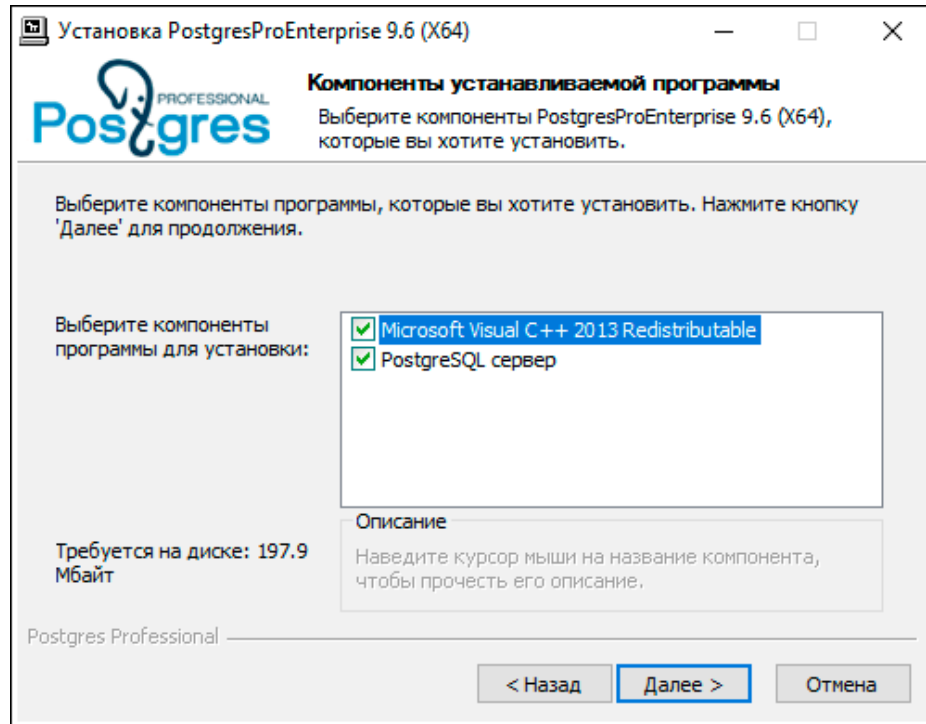 Установка PostgresProEnterprise 9.6 (X64)
PROFESSIONAL
Postgres
Компоненты устанавливаемой программы
Выберите компоненты PostgresProEnterprise 9.6 (X64),
которые вы хотите установить.
Выберите компоненты программы, которые вы хотите установить. Нажмите кнопку
'Далее' для продолжения.
Выберите компоненты
программы для установки:
Microsoft Visual C++ 2013 Redistributable
PostgreSQL сервер
Требуется на диске: 197.9
Мбайт
Описание
Наведите курсор мыши на название компонента,
чтобы прочесть его описание.
Postgres Professional
< Назад
Далее >
Отмена